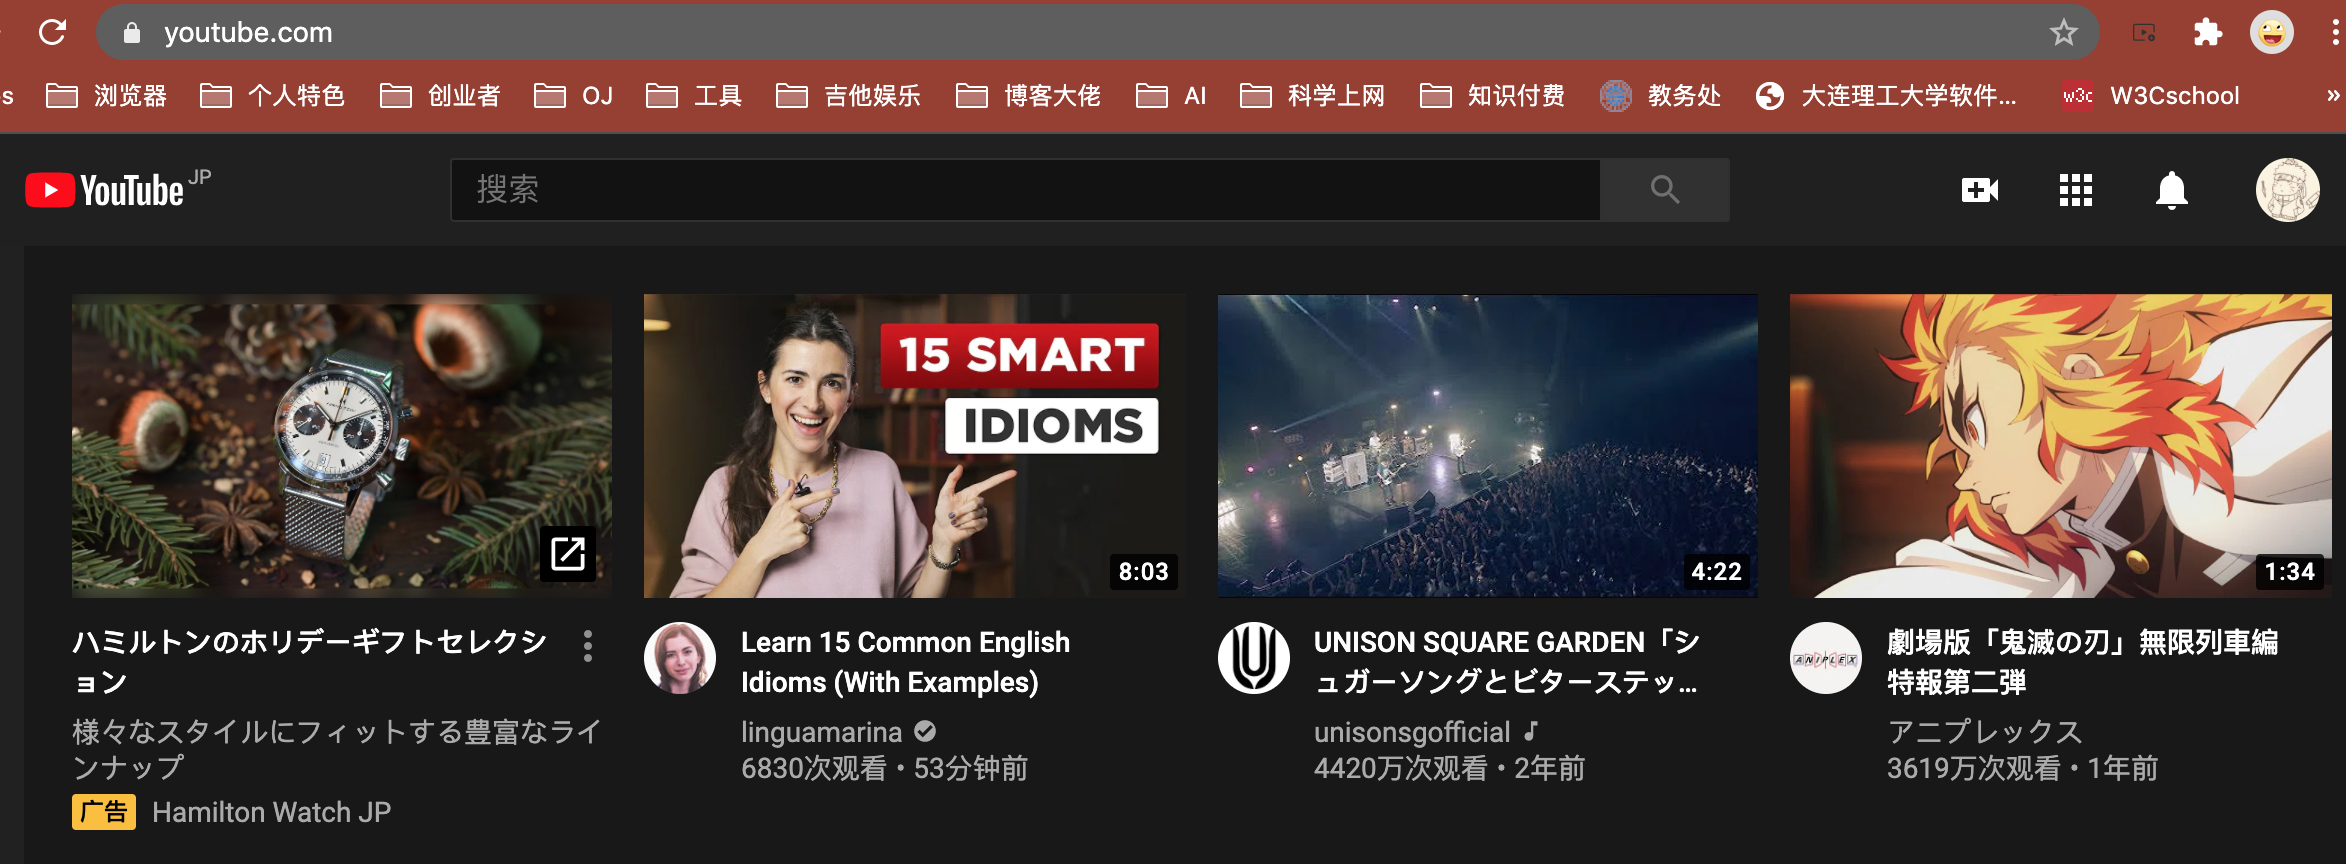 youtube.com
s 浏览器 个人特色 创业者 OJ 工具 吉他娱乐 博客大佬 AI 科学上网 知识付费 教务处 大连理工大学软件... w3c W3Cschool »
YouTube JP
搜索
15 SMART
IDIOMS
8:03
4:22
1:34
ハミルトンのホリデーギフトセレクシ
ョン
様々なスタイルにフィットする豊富なライ
ンナップ
广告 Hamilton Watch JP
Learn 15 Common English
Idioms (With Examples)
linguamarina
6830次观看 • 53分钟前
UNISON SQUARE GARDEN「シ
ュガーソングとビターステッ...
unisonsgofficial
4420万次观看 • 2年前
ANIPLEX
劇場版「鬼滅の刃」無限列車編
特報第二弾
アニプレックス
3619万次观看 • 1年前